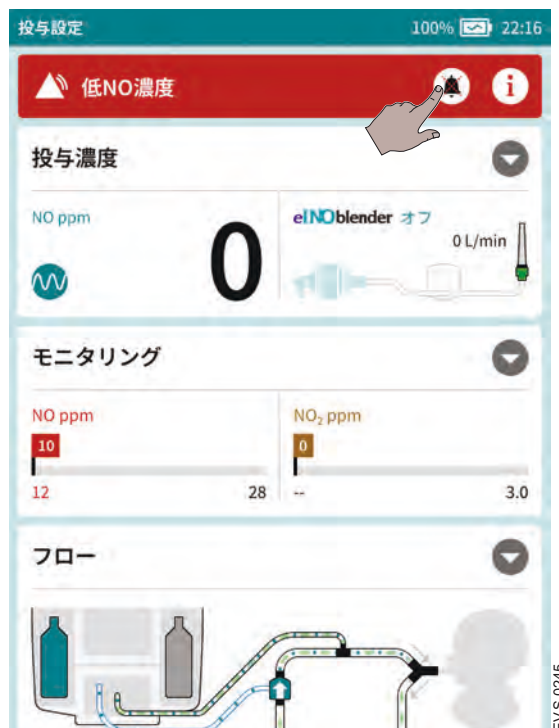 投与設定 100% 22:16
低NO濃度 i
投与濃度
NO ppm 0 eINOblender オフ
0 L/min
モニタリング
NO ppm NO₂ ppm
10 0
12 28 -- 3.0
フロー